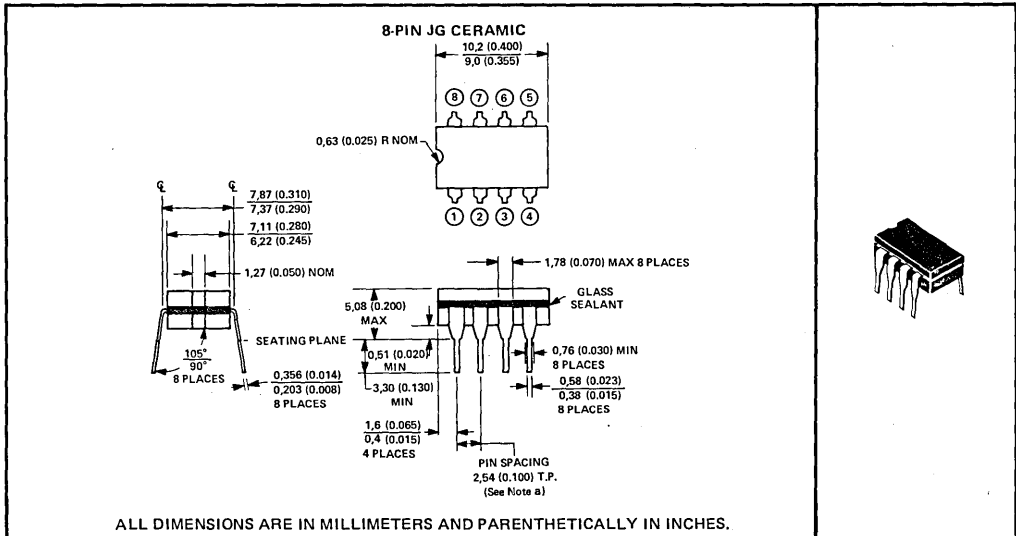 8-PIN JG CERAMIC
10,2 (0.400)
9,0 (0.355)
8 7 6 5
0,63 (0.025) R NOM
1 2 3 4
℄ ℄
7,87 (0.310)
7,37 (0.290)
7,11 (0.280)
6,22 (0.245)
1,27 (0.050) NOM
1,78 (0.070) MAX 8 PLACES
GLASS
SEALANT
5,08 (0.200)
MAX
SEATING PLANE
0,51 (0.020)
MIN
0,76 (0.030) MIN
8 PLACES
105°
90°
8 PLACES
0,356 (0.014)
0,203 (0.008)
8 PLACES
3,30 (0.130)
MIN
0,58 (0.023)
0,38 (0.015)
8 PLACES
1,6 (0.065)
0,4 (0.015)
4 PLACES
PIN SPACING
2,54 (0.100) T.P.
(See Note a)
ALL DIMENSIONS ARE IN MILLIMETERS AND PARENTHETICALLY IN INCHES.